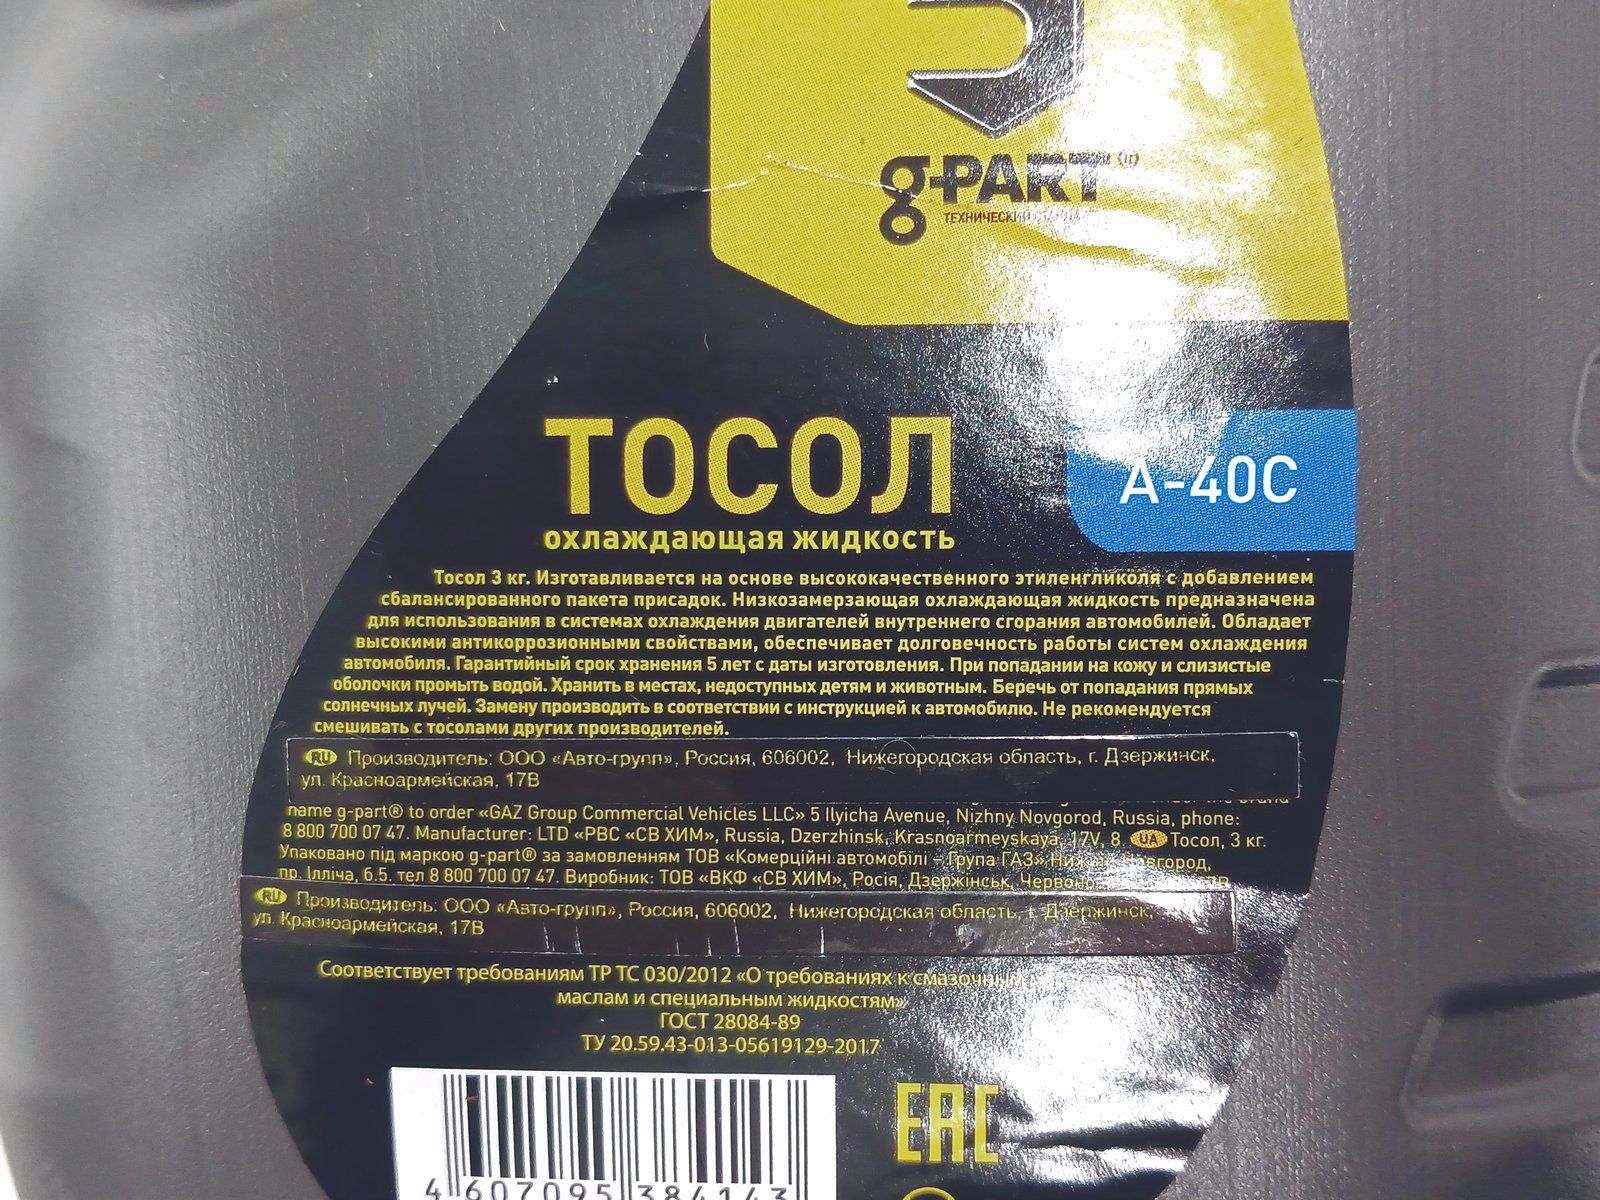 g-PART
ТЕХНИЧЕСКИЙ
ТОСОЛ
А-40С
охлаждающая жидкость
Тосол 3 кг. Изготавливается на основе высококачественного этиленгликоля с добавлением
сбалансированного пакета присадок. Низкозамерзающая охлаждающая жидкость предназначена
для использования в системах охлаждения двигателей внутреннего сгорания автомобилей. Обладает
высокими антикоррозионными свойствами, обеспечивает долговечность работы систем охлаждения
автомобиля. Гарантийный срок хранения 5 лет с даты изготовления. При попадании на кожу и слизистые
оболочки промыть водой. Хранить в местах, недоступных детям и животным. Беречь от попадания прямых
солнечных лучей. Замену производить в соответствии с инструкцией к автомобилю. Не рекомендуется
смешивать с тосолами других производителей.
RU Производитель: ООО «Авто-групп», Россия, 606002, Нижегородская область, г. Дзержинск,
ул. Красноармейская, 17В
name g-part® to order «GAZ Group Commercial Vehicles LLC» 5 Ilyicha Avenue, Nizhny Novgorod, Russia, phone:
8 800 700 07 47. Manufacturer: LTD «PBC «СВ ХИМ», Russia, Dzerzhinsk, Krasnoarmeyskaya, 17V, 8. UA Тосол, 3 кг.
Упаковано під маркою g-part® за замовленням ТОВ «Комерційні автомобілі – Група ГАЗ»
пр. Ілліча, б.5. тел 8 800 700 07 47. Виробник: ТОВ «ВКФ «СВ ХИМ», Росія, Дзержінськ,
RU Производитель: ООО «Авто-групп», Россия, 606002, Нижегородская область, г. Дзержинск,
ул. Красноармейская, 17В
Соответствует требованиям ТР ТС 030/2012 «О требованиях к смазочным
маслам и специальным жидкостям»
ГОСТ 28084-89
ТУ 20.59.43-013-05619129-2017
EAC
4 607095 384143